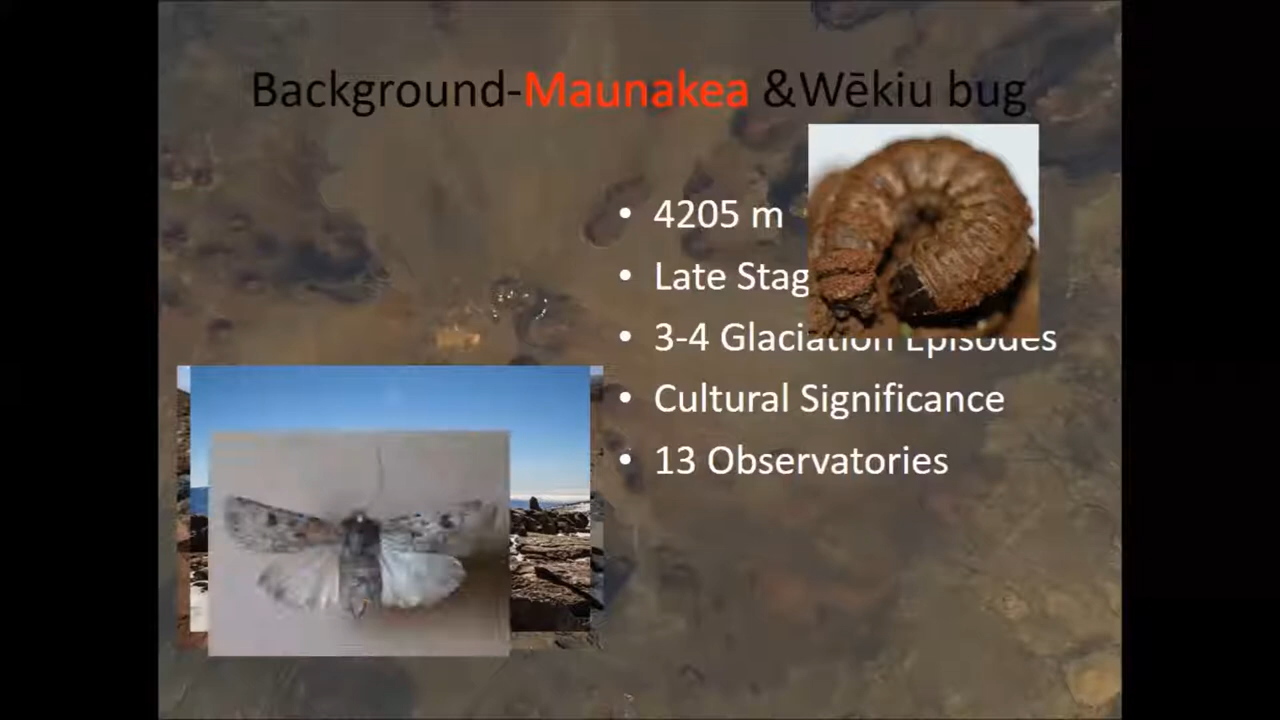 Background-Maunakea &Wēkiu bug
• 4205 m
• Late Stag
• 3-4 Glaciation Episodes
• Cultural Significance
• 13 Observatories